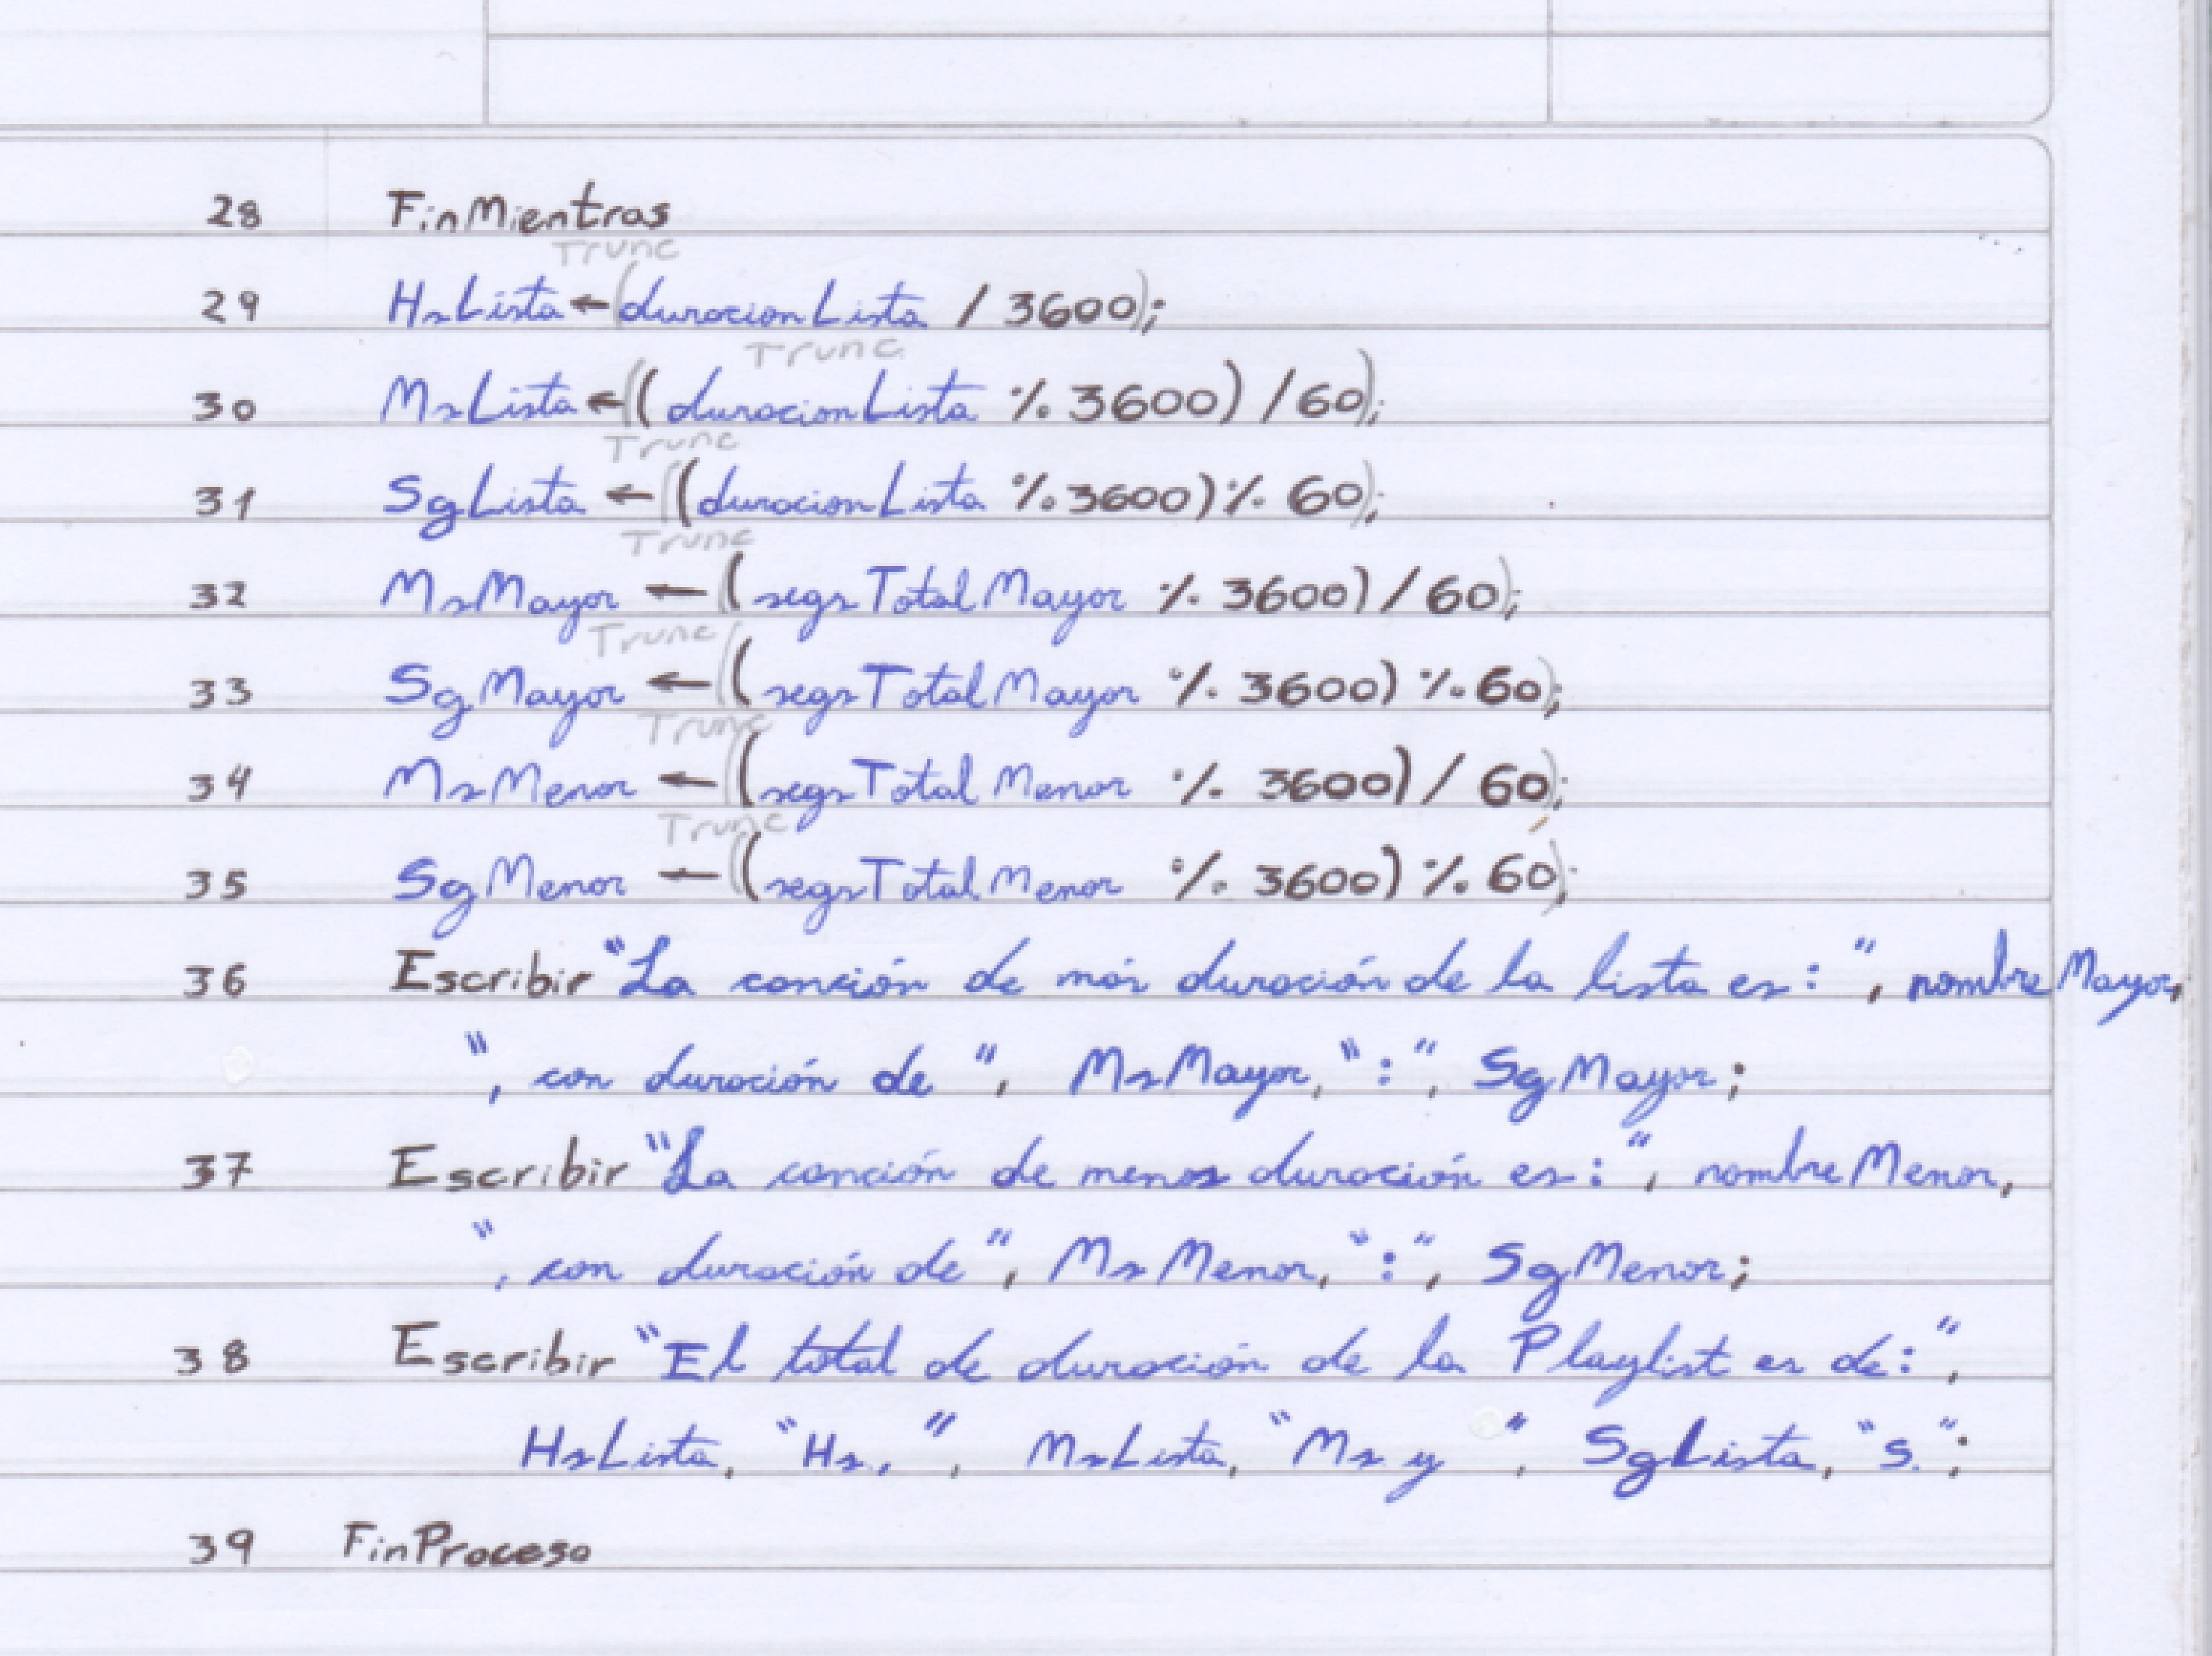 28 FinMientras
Trunc
29 HsLista ← (duracionLista / 3600);
Trunc
30 MsLista ← ((duracionLista % 3600) / 60);
Trunc
31 SgLista ← ((duracionLista % 3600) % 60);
Trunc
32 MsMayor ← ((segsTotalMayor % 3600) / 60);
Trunc
33 SgMayor ← ((segsTotalMayor % 3600) % 60);
Trunc
34 MsMenor ← ((segsTotalMenor % 3600) / 60);
Trunc
35 SgMenor ← ((segsTotalMenor % 3600) % 60);
36 Escribir "La canción de más duración de la lista es: ", nombreMayor,
", con duración de ", MsMayor, ":", SgMayor;
37 Escribir "La canción de menos duración es: ", nombreMenor,
", con duración de ", MsMenor, ":", SgMenor;
38 Escribir "El total de duración de la Playlist es de: ",
HsLista, "Hs, ", MsLista, "Ms y ", SgLista, "s.";
39 FinProceso